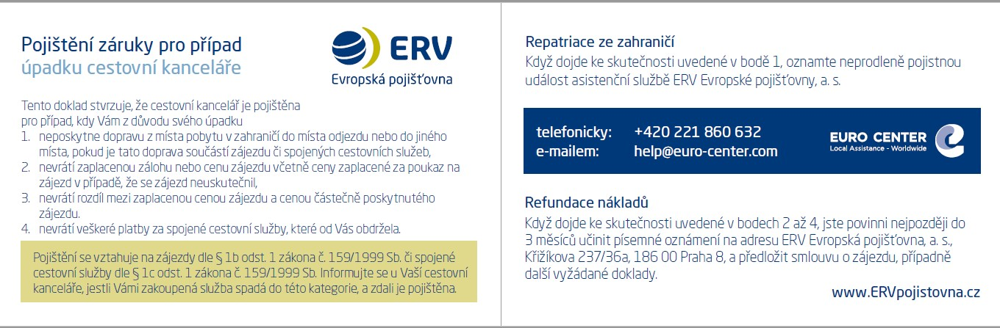 Pojištění záruky pro případ
úpadku cestovní kanceláře
ERV
Evropská pojišťovna
Tento doklad stvrzuje, že cestovní kancelář je pojištěna
pro případ, kdy Vám z důvodu svého úpadku
1. neposkytne dopravu z místa pobytu v zahraničí do místa odjezdu nebo do jiného
místa, pokud je tato doprava součástí zájezdu či spojených cestovních služeb,
2. nevrátí zaplacenou zálohu nebo cenu zájezdu včetně ceny zaplacené za poukaz na
zájezd v případě, že se zájezd neuskutečnil,
3. nevrátí rozdíl mezi zaplacenou cenou zájezdu a cenou částečně poskytnutého
zájezdu.
4. nevrátí veškeré platby za spojené cestovní služby, které od Vás obdržela.
Pojištění se vztahuje na zájezdy dle § 1b odst. 1 zákona č. 159/1999 Sb. či spojené
cestovní služby dle § 1c odst. 1 zákona č. 159/1999 Sb. Informujte se u Vaší cestovní
kanceláře, jestli Vámi zakoupená služba spadá do této kategorie, a zdali je pojištěna.
Repatriace ze zahraničí
Když dojde ke skutečnosti uvedené v bodě 1, oznamte neprodleně pojistnou
událost asistenční službě ERV Evropské pojišťovny, a. s.
telefonicky: +420 221 860 632
e-mailem: help@euro-center.com
EURO CENTER
Local Assistance - Worldwide
Refundace nákladů
Když dojde ke skutečnosti uvedené v bodech 2 až 4, jste povinni nejpozději do
3 měsíců učinit písemné oznámení na adresu ERV Evropská pojišťovna, a. s.,
Křižíkova 237/36a, 186 00 Praha 8, a předložit smlouvu o zájezdu, případně
další vyžádané doklady.
www.ERVpojistovna.cz